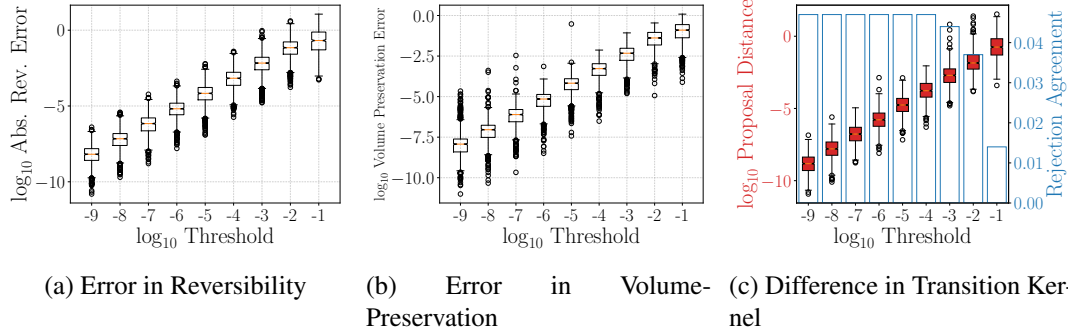 log10 Abs. Rev. Error
0
−5
−10
-9 -8 -7 -6 -5 -4 -3 -2 -1
log10 Threshold
(a) Error in Reversibility
log10 Volume Preservation Error
0.0
−2.5
−5.0
−7.5
−10.0
-9 -8 -7 -6 -5 -4 -3 -2 -1
log10 Threshold
(b) Error in Volume-
Preservation
log10 Proposal Distance
0
−5
−10
-9 -8 -7 -6 -5 -4 -3 -2 -1
log10 Threshold
0.04
0.03
0.02
0.01
0.00
Rejection Agreement
(c) Difference in Transition Ker-
nel